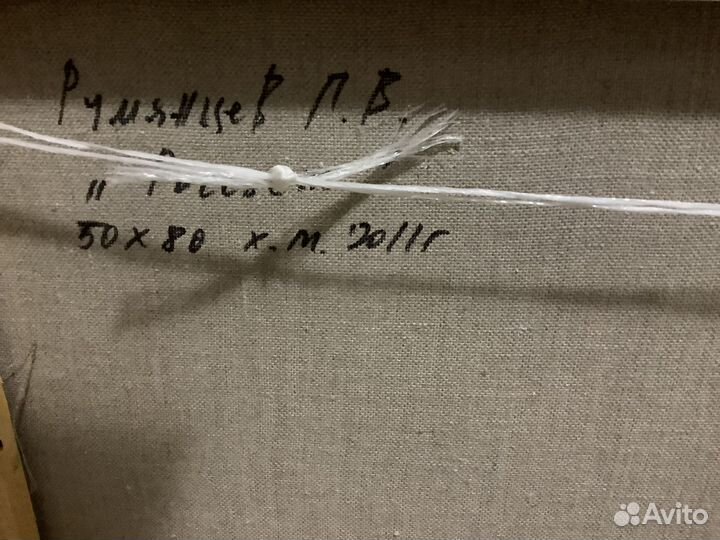 Румянцев П.В.
50х80 х.м. 2011г
Avito